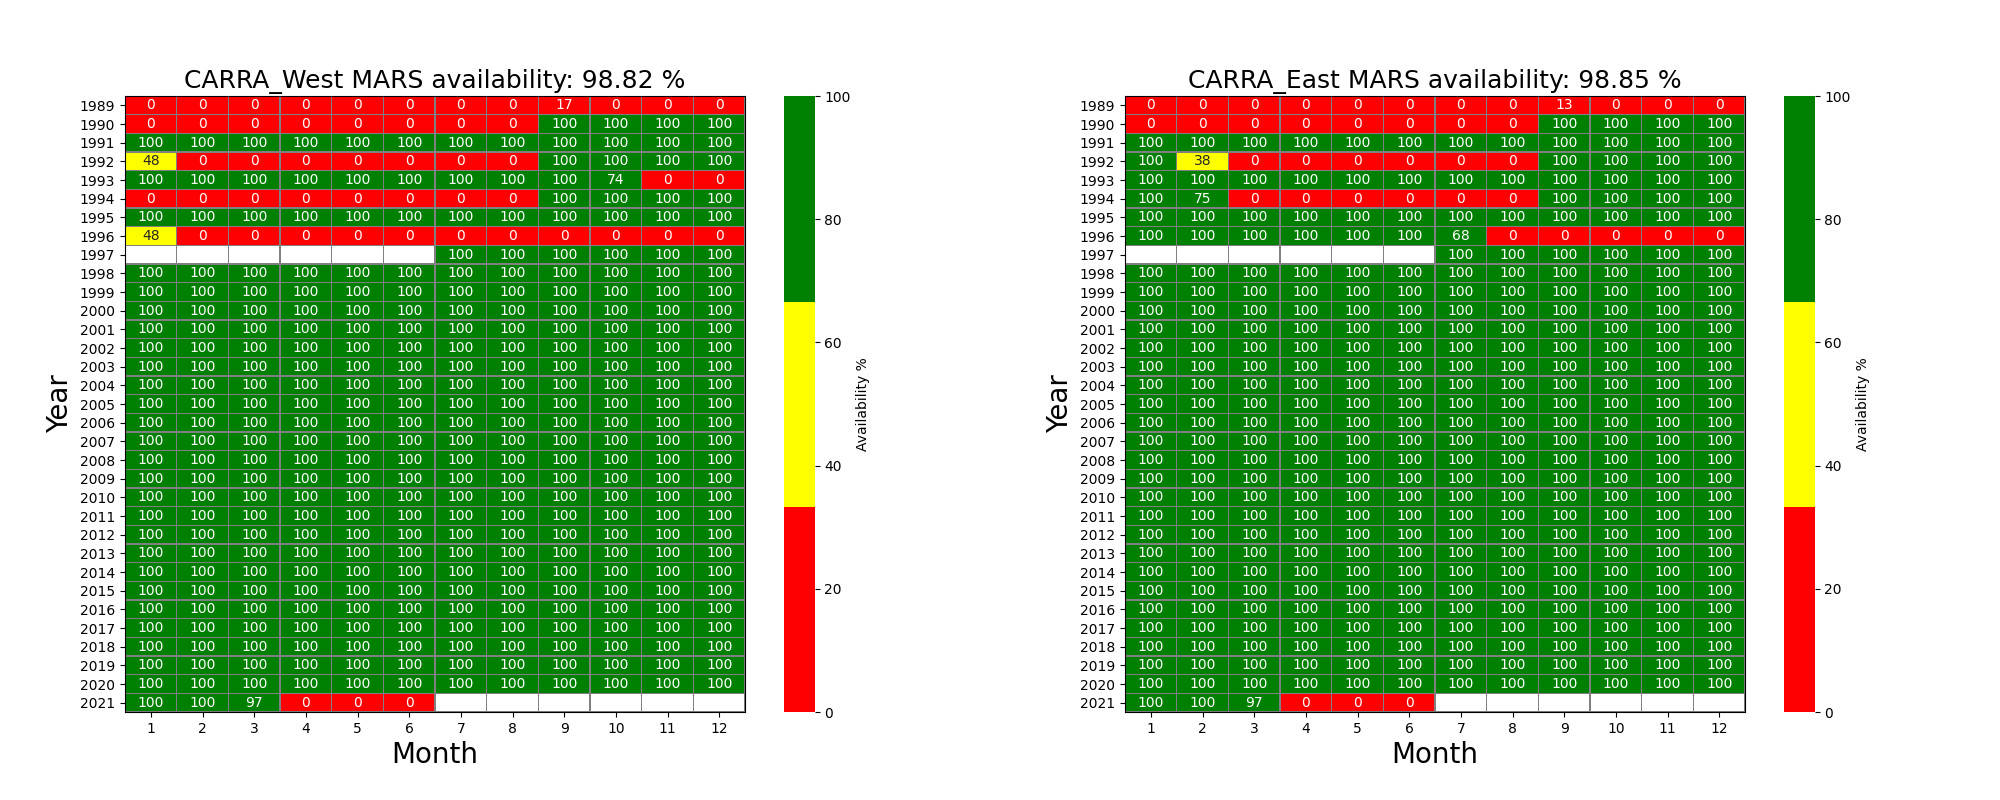 CARRA_West MARS availability: 98.82 %
1989 0 0 0 0 0 0 0 0 17 0 0 0
1990 0 0 0 0 0 0 0 0 100 100 100 100
1991 100 100 100 100 100 100 100 100 100 100 100 100
1992 48 0 0 0 0 0 0 0 100 100 100 100
1993 100 100 100 100 100 100 100 100 100 74 0 0
1994 0 0 0 0 0 0 0 0 100 100 100 100
1995 100 100 100 100 100 100 100 100 100 100 100 100
1996 48 0 0 0 0 0 0 0 0 0 0 0
1997 100 100 100 100 100 100
1998 100 100 100 100 100 100 100 100 100 100 100 100
1999 100 100 100 100 100 100 100 100 100 100 100 100
2000 100 100 100 100 100 100 100 100 100 100 100 100
2001 100 100 100 100 100 100 100 100 100 100 100 100
2002 100 100 100 100 100 100 100 100 100 100 100 100
2003 100 100 100 100 100 100 100 100 100 100 100 100
2004 100 100 100 100 100 100 100 100 100 100 100 100
2005 100 100 100 100 100 100 100 100 100 100 100 100
2006 100 100 100 100 100 100 100 100 100 100 100 100
2007 100 100 100 100 100 100 100 100 100 100 100 100
2008 100 100 100 100 100 100 100 100 100 100 100 100
2009 100 100 100 100 100 100 100 100 100 100 100 100
2010 100 100 100 100 100 100 100 100 100 100 100 100
2011 100 100 100 100 100 100 100 100 100 100 100 100
2012 100 100 100 100 100 100 100 100 100 100 100 100
2013 100 100 100 100 100 100 100 100 100 100 100 100
2014 100 100 100 100 100 100 100 100 100 100 100 100
2015 100 100 100 100 100 100 100 100 100 100 100 100
2016 100 100 100 100 100 100 100 100 100 100 100 100
2017 100 100 100 100 100 100 100 100 100 100 100 100
2018 100 100 100 100 100 100 100 100 100 100 100 100
2019 100 100 100 100 100 100 100 100 100 100 100 100
2020 100 100 100 100 100 100 100 100 100 100 100 100
2021 100 100 97 0 0 0
1 2 3 4 5 6 7 8 9 10 11 12
Month
Year
100
80
60
40
20
0
Availability %
CARRA_East MARS availability: 98.85 %
1989 0 0 0 0 0 0 0 0 13 0 0 0
1990 0 0 0 0 0 0 0 0 100 100 100 100
1991 100 100 100 100 100 100 100 100 100 100 100 100
1992 100 38 0 0 0 0 0 0 100 100 100 100
1993 100 100 100 100 100 100 100 100 100 100 100 100
1994 100 75 0 0 0 0 0 0 100 100 100 100
1995 100 100 100 100 100 100 100 100 100 100 100 100
1996 100 100 100 100 100 100 68 0 0 0 0 0
1997 100 100 100 100 100 100
1998 100 100 100 100 100 100 100 100 100 100 100 100
1999 100 100 100 100 100 100 100 100 100 100 100 100
2000 100 100 100 100 100 100 100 100 100 100 100 100
2001 100 100 100 100 100 100 100 100 100 100 100 100
2002 100 100 100 100 100 100 100 100 100 100 100 100
2003 100 100 100 100 100 100 100 100 100 100 100 100
2004 100 100 100 100 100 100 100 100 100 100 100 100
2005 100 100 100 100 100 100 100 100 100 100 100 100
2006 100 100 100 100 100 100 100 100 100 100 100 100
2007 100 100 100 100 100 100 100 100 100 100 100 100
2008 100 100 100 100 100 100 100 100 100 100 100 100
2009 100 100 100 100 100 100 100 100 100 100 100 100
2010 100 100 100 100 100 100 100 100 100 100 100 100
2011 100 100 100 100 100 100 100 100 100 100 100 100
2012 100 100 100 100 100 100 100 100 100 100 100 100
2013 100 100 100 100 100 100 100 100 100 100 100 100
2014 100 100 100 100 100 100 100 100 100 100 100 100
2015 100 100 100 100 100 100 100 100 100 100 100 100
2016 100 100 100 100 100 100 100 100 100 100 100 100
2017 100 100 100 100 100 100 100 100 100 100 100 100
2018 100 100 100 100 100 100 100 100 100 100 100 100
2019 100 100 100 100 100 100 100 100 100 100 100 100
2020 100 100 100 100 100 100 100 100 100 100 100 100
2021 100 100 97 0 0 0
1 2 3 4 5 6 7 8 9 10 11 12
Month
Year
100
80
60
40
20
0
Availability %